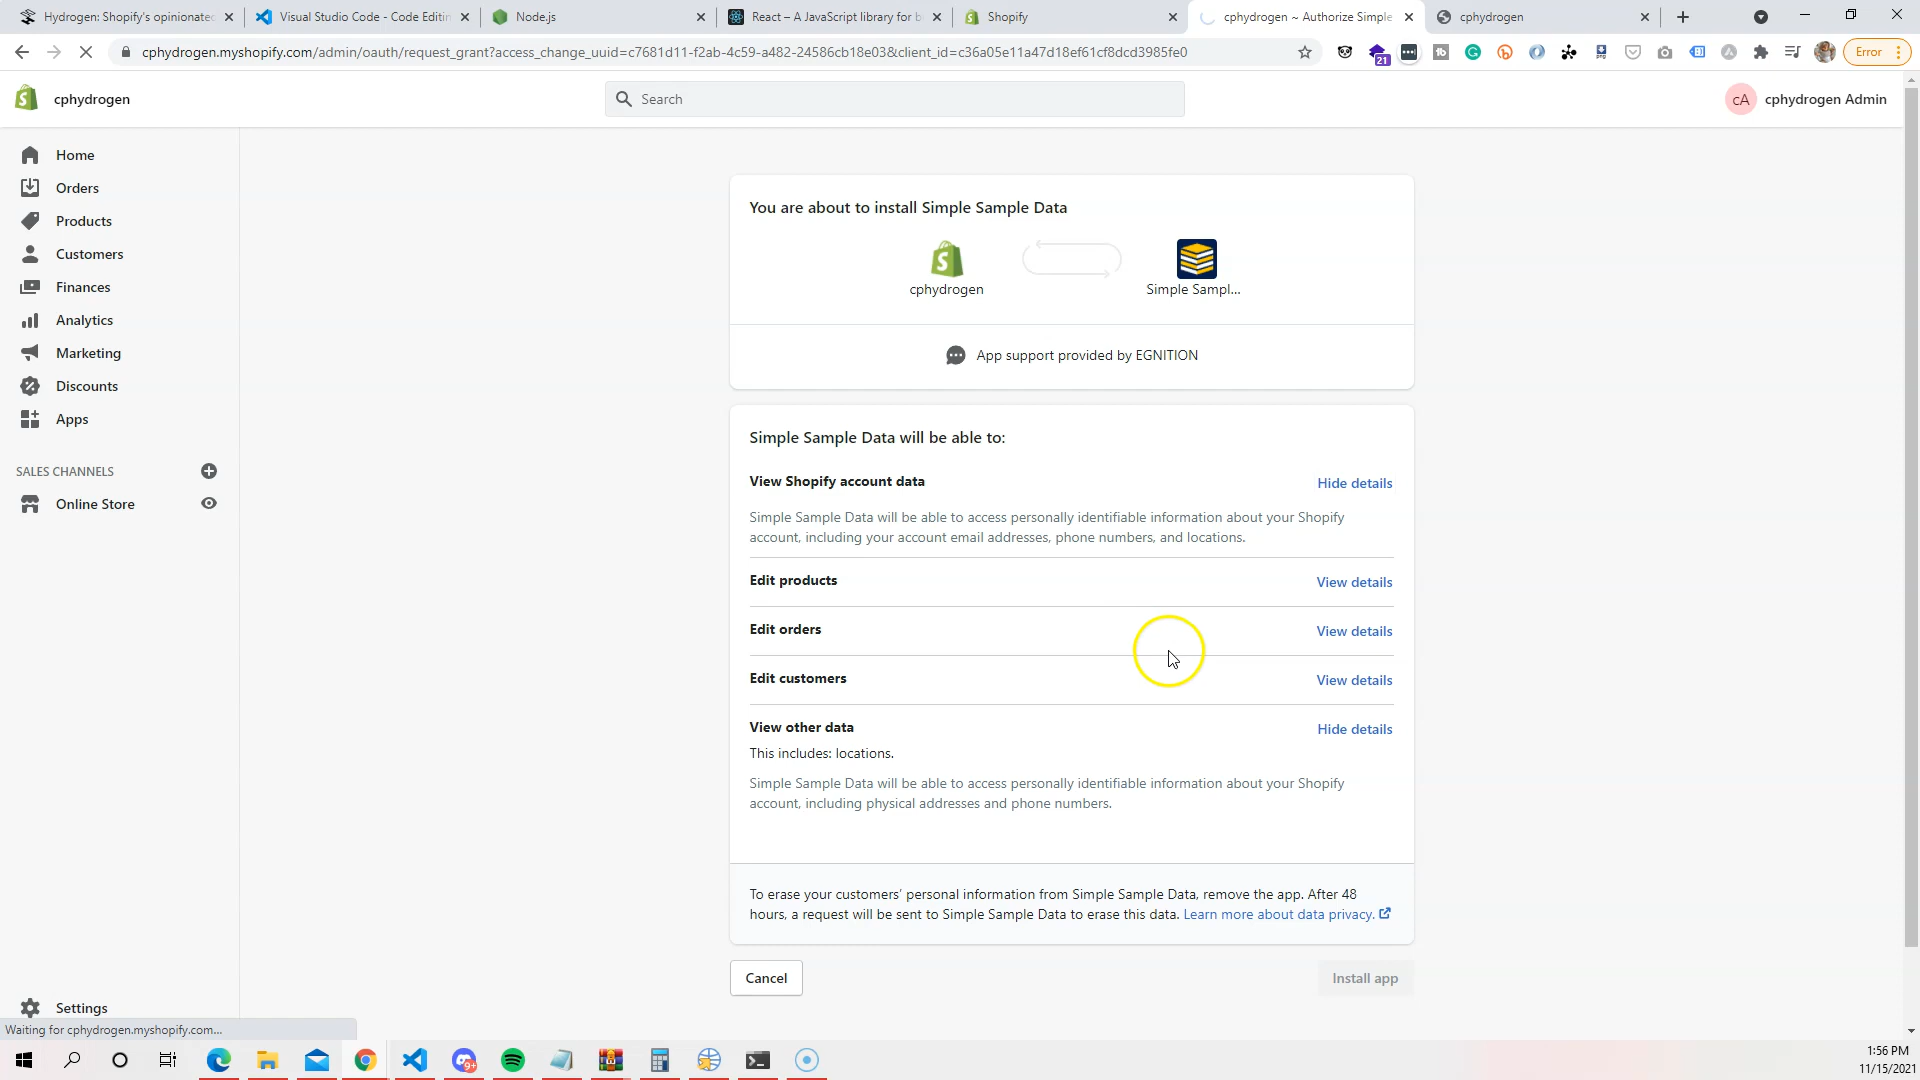 Hydrogen: Shopify's opinionated
Visual Studio Code - Code Editin
Node.js
React – A JavaScript library for b
Shopify
cphydrogen ~ Authorize Simple
cphydrogen
cphydrogen.myshopify.com/admin/oauth/request_grant?access_change_uuid=c7681d11-f2ab-4c59-a482-24586cb18e03&client_id=c36a05e11a47d18ef61cf8dcd3985fe0
21
Error
cphydrogen
Search
cA
cphydrogen Admin
Home
Orders
Products
Customers
Finances
Analytics
Marketing
Discounts
Apps
SALES CHANNELS
Online Store
Settings
You are about to install Simple Sample Data
cphydrogen
Simple Sampl...
App support provided by EGNITION
Simple Sample Data will be able to:
View Shopify account data
Hide details
Simple Sample Data will be able to access personally identifiable information about your Shopify
account, including your account email addresses, phone numbers, and locations.
Edit products
View details
Edit orders
View details
Edit customers
View details
View other data
Hide details
This includes: locations.
Simple Sample Data will be able to access personally identifiable information about your Shopify
account, including physical addresses and phone numbers.
To erase your customers' personal information from Simple Sample Data, remove the app. After 48
hours, a request will be sent to Simple Sample Data to erase this data. Learn more about data privacy.
Cancel
Install app
Waiting for cphydrogen.myshopify.com...
9+
1:56 PM
11/15/2021